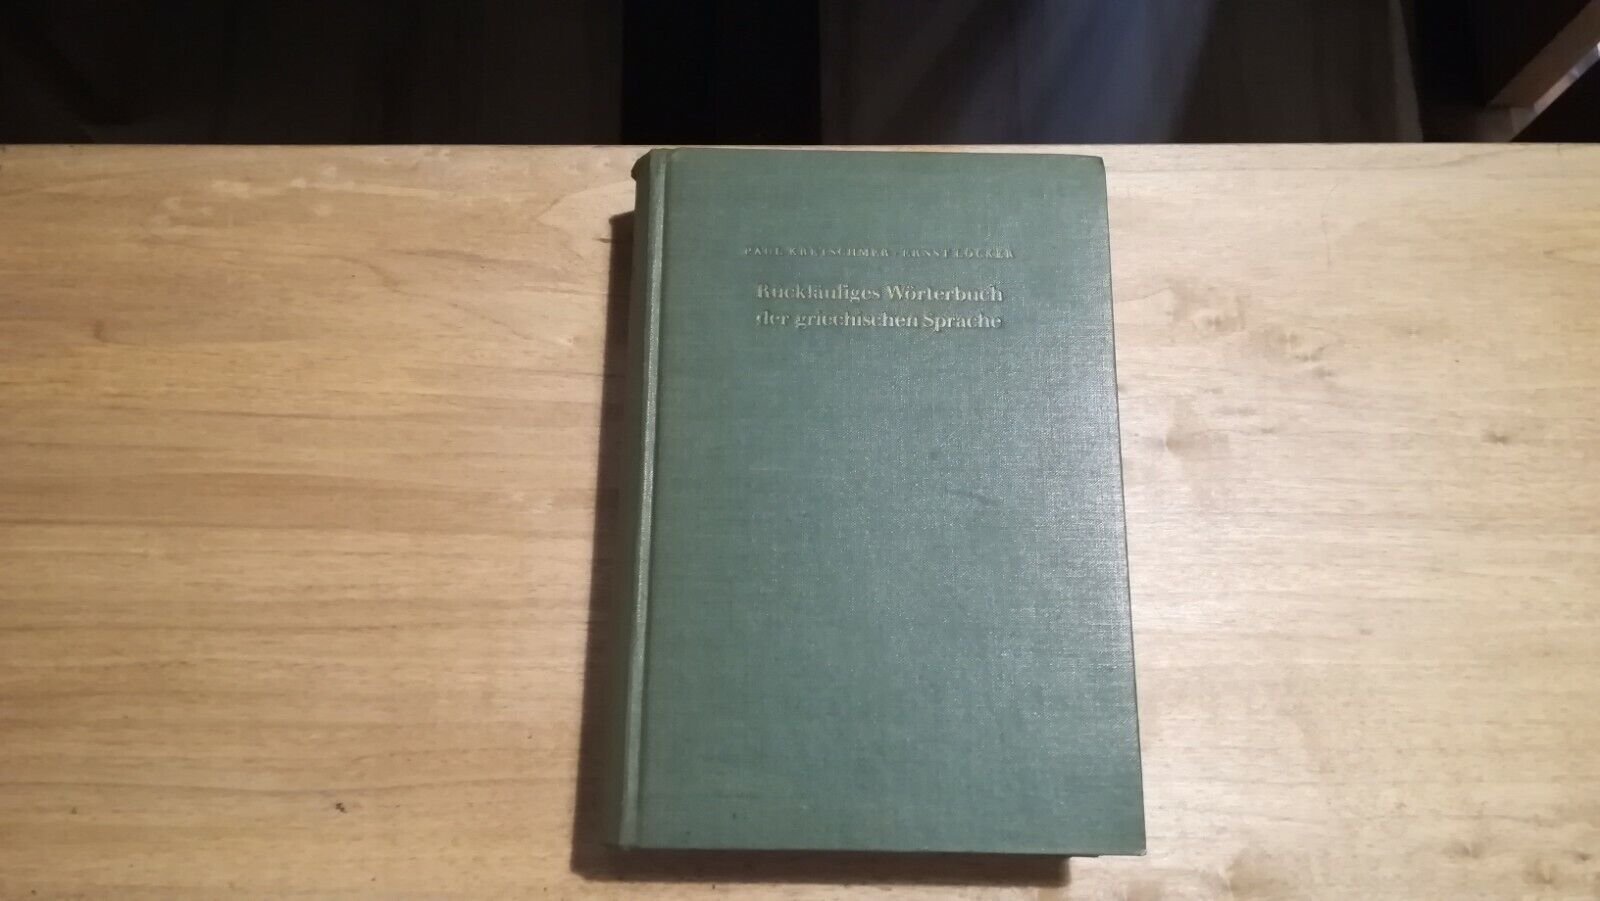 PAUL KRETSCHMER · ERNST LOCKER
Rückläufiges Wörterbuch
der griechischen Sprache